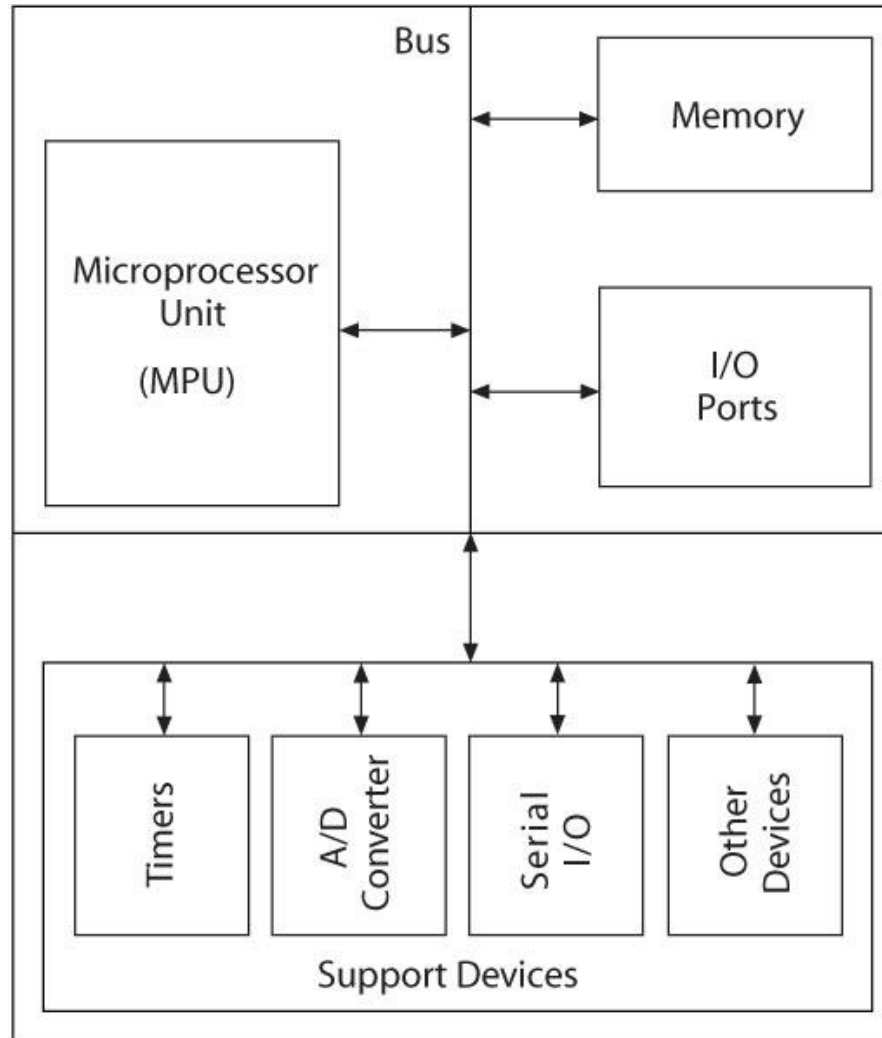 Bus
Memory
Microprocessor
Unit
(MPU)
I/O
Ports
Timers
A/D
Converter
Serial
I/O
Other
Devices
Support Devices